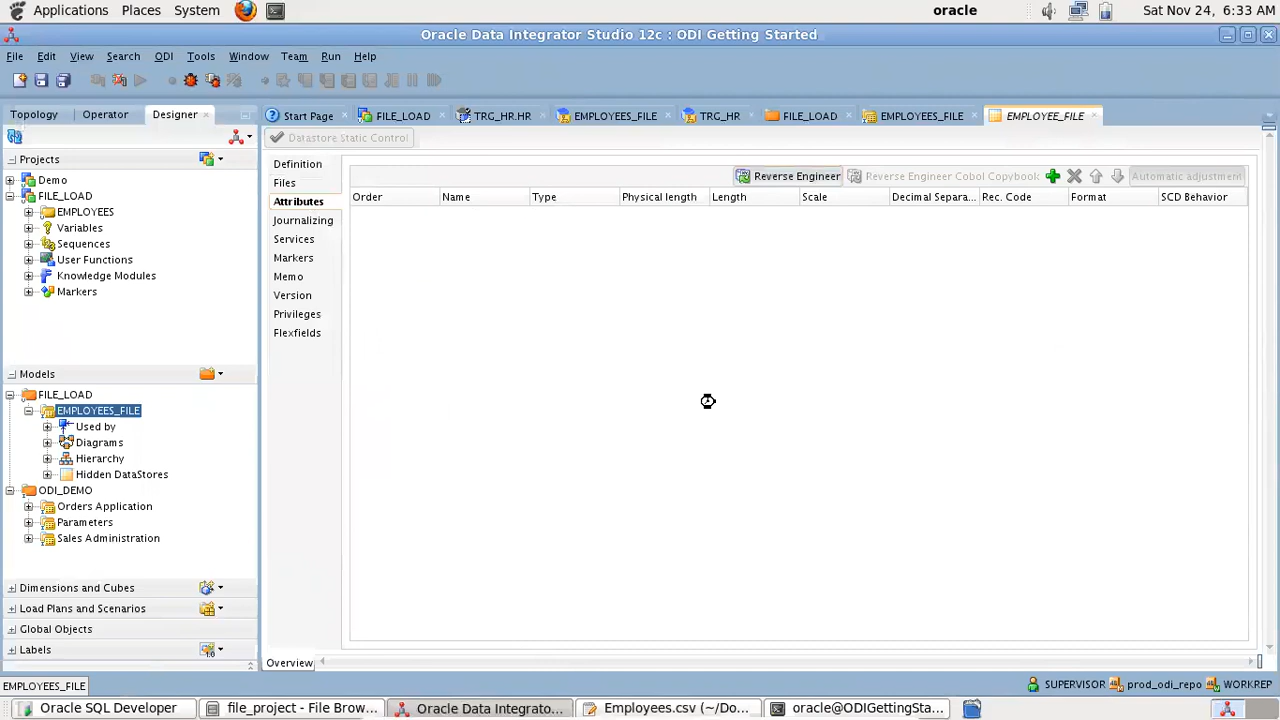 Applications Places System oracle Sat Nov 24, 6:33 AM
Oracle Data Integrator Studio 12c : ODI Getting Started
File Edit View Search ODI Tools Window Team Run Help
Topology Operator Designer Start Page FILE_LOAD TRG_HR.HR EMPLOYEES_FILE TRG_HR FILE_LOAD EMPLOYEES_FILE EMPLOYEE_FILE
Datastore Static Control
Projects
Demo
FILE_LOAD
EMPLOYEES
Variables
Sequences
User Functions
Knowledge Modules
Markers
Models
FILE_LOAD
EMPLOYEES_FILE
Used by
Diagrams
Hierarchy
Hidden DataStores
ODI_DEMO
Orders Application
Parameters
Sales Administration
Dimensions and Cubes
Load Plans and Scenarios
Global Objects
Labels
Definition
Files
Attributes
Journalizing
Services
Markers
Memo
Version
Privileges
Flexfields
Reverse Engineer Reverse Engineer Cobol Copybook Automatic adjustment
Order Name Type Physical length Length Scale Decimal Separa... Rec. Code Format SCD Behavior
Overview
EMPLOYEES_FILE SUPERVISOR prod_odi_repo WORKREP
Oracle SQL Developer file_project - File Brow... Oracle Data Integrato... Employees.csv (~/Do... oracle@ODIGettingSta...